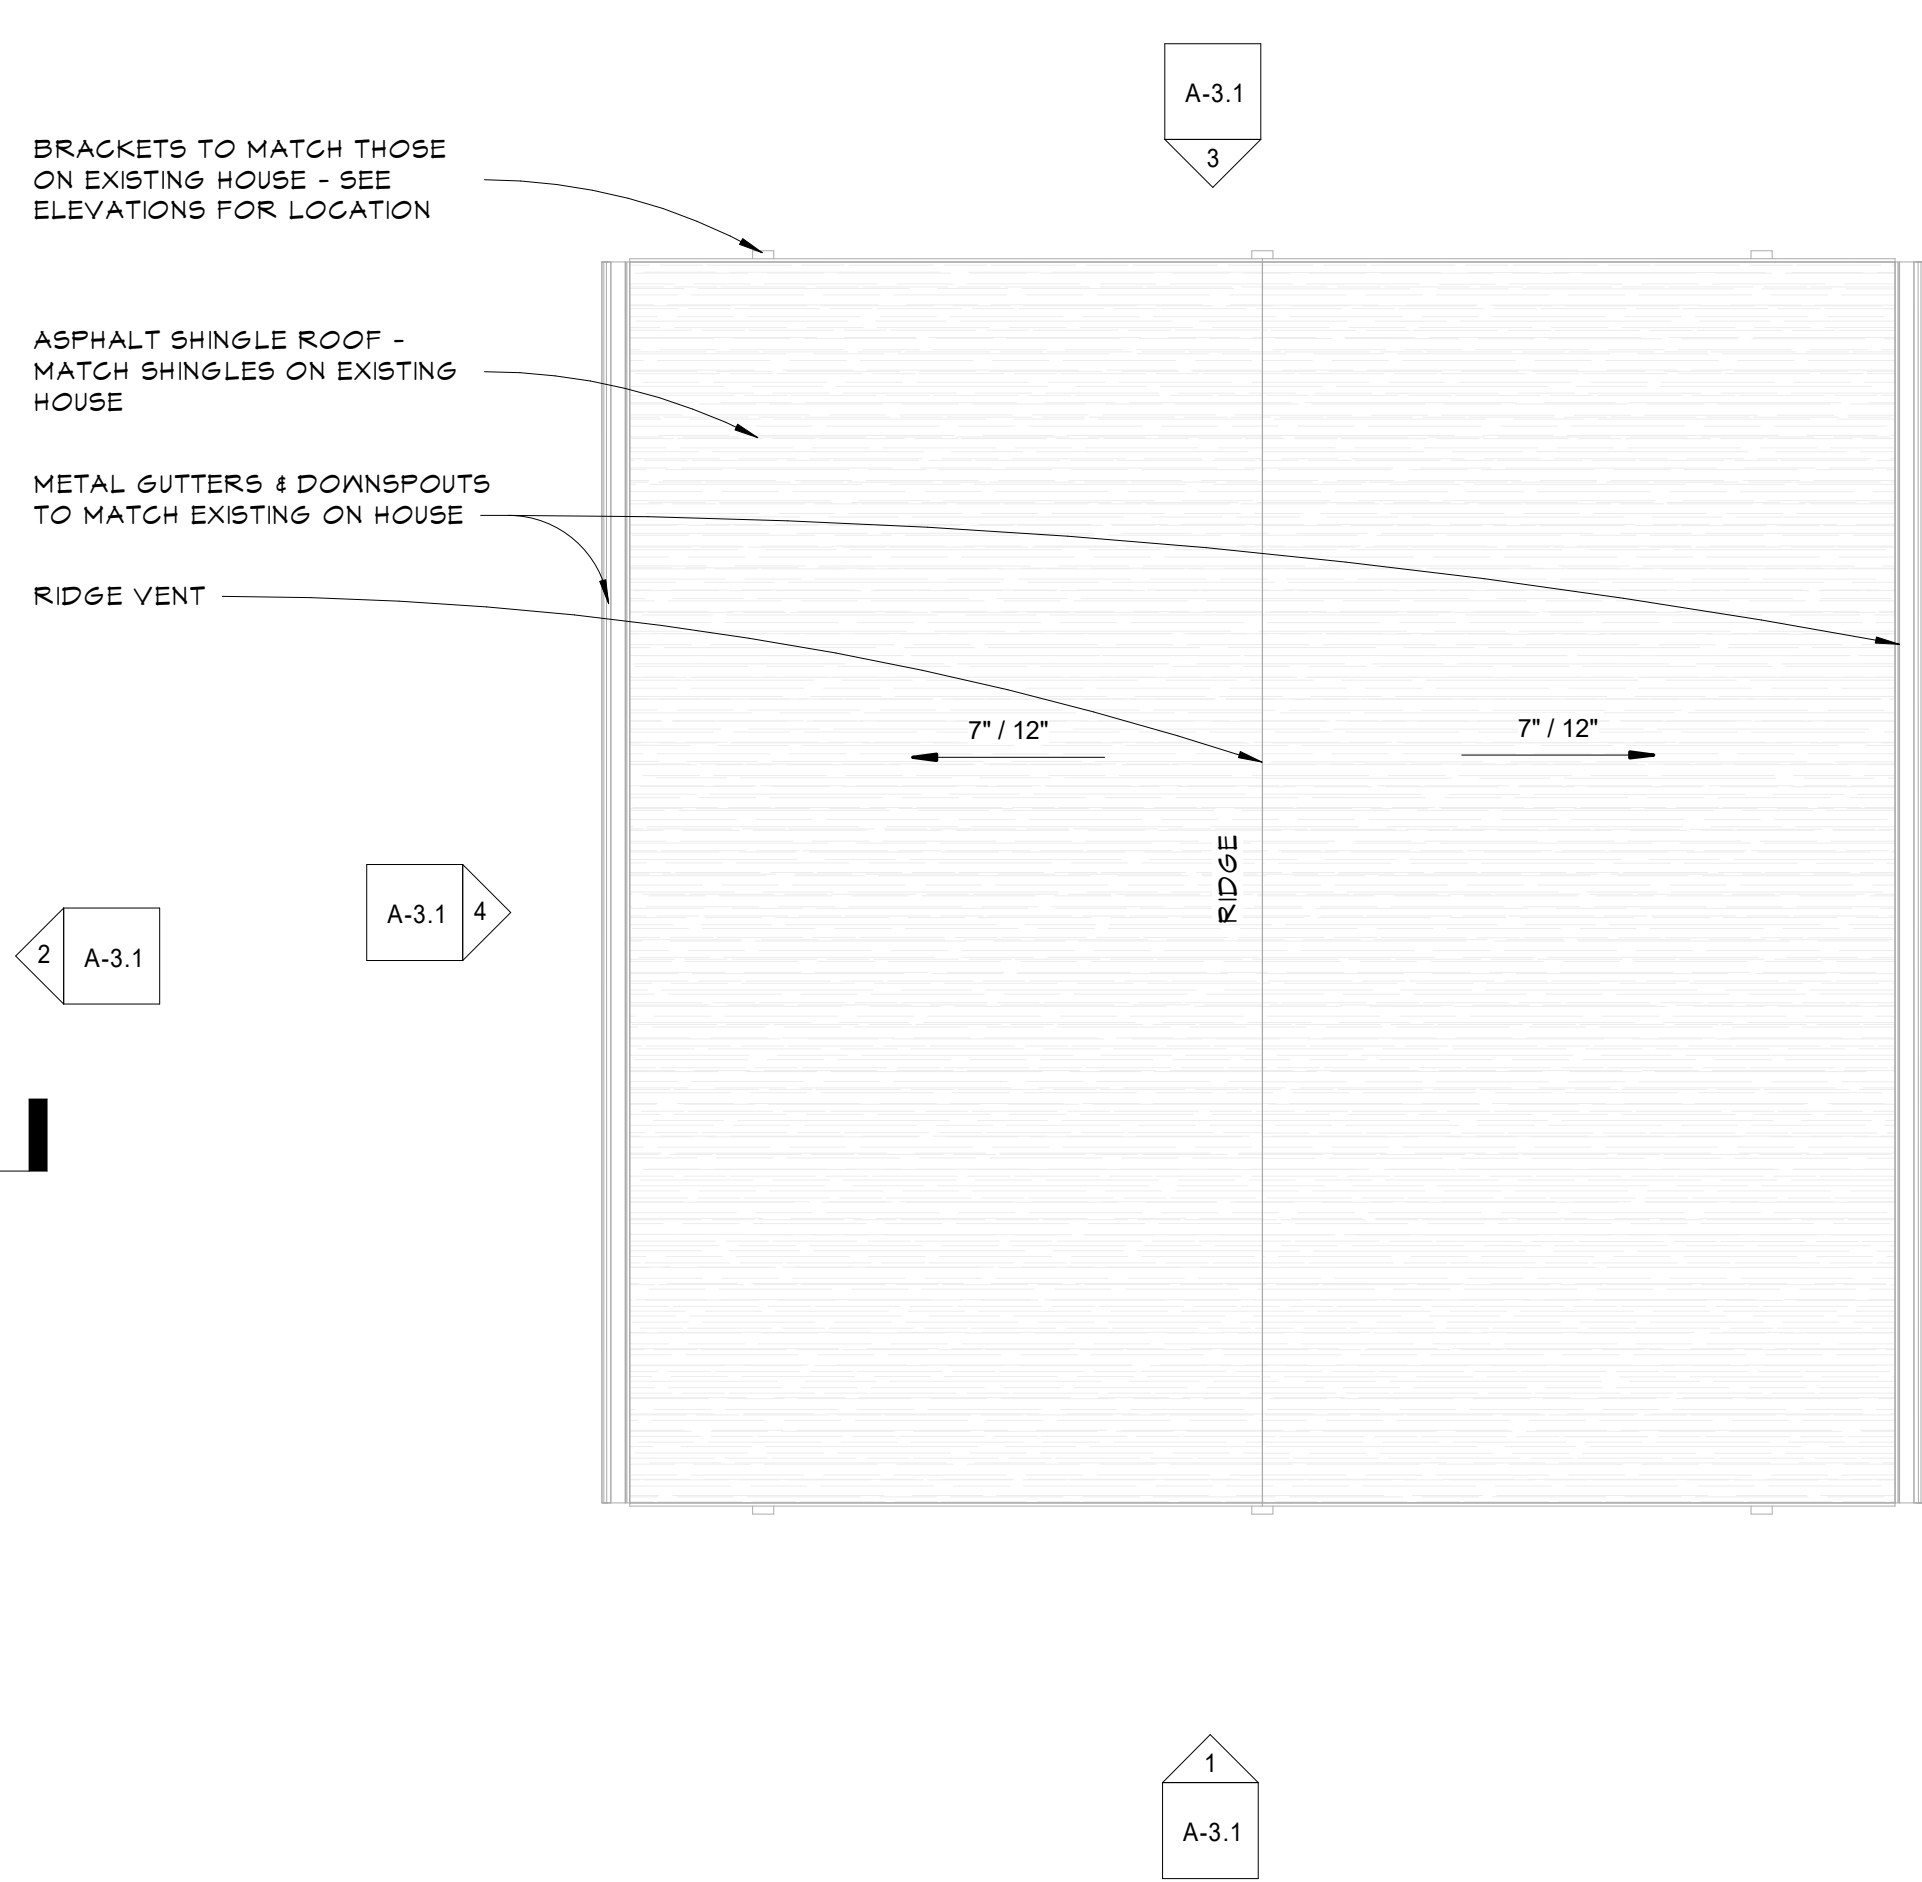 A-3.1
3
BRACKETS TO MATCH THOSE
ON EXISTING HOUSE - SEE
ELEVATIONS FOR LOCATION
ASPHALT SHINGLE ROOF -
MATCH SHINGLES ON EXISTING
HOUSE
METAL GUTTERS & DOWNSPOUTS
TO MATCH EXISTING ON HOUSE
RIDGE VENT
7" / 12"
7" / 12"
RIDGE
A-3.1 4
2 A-3.1
1
A-3.1